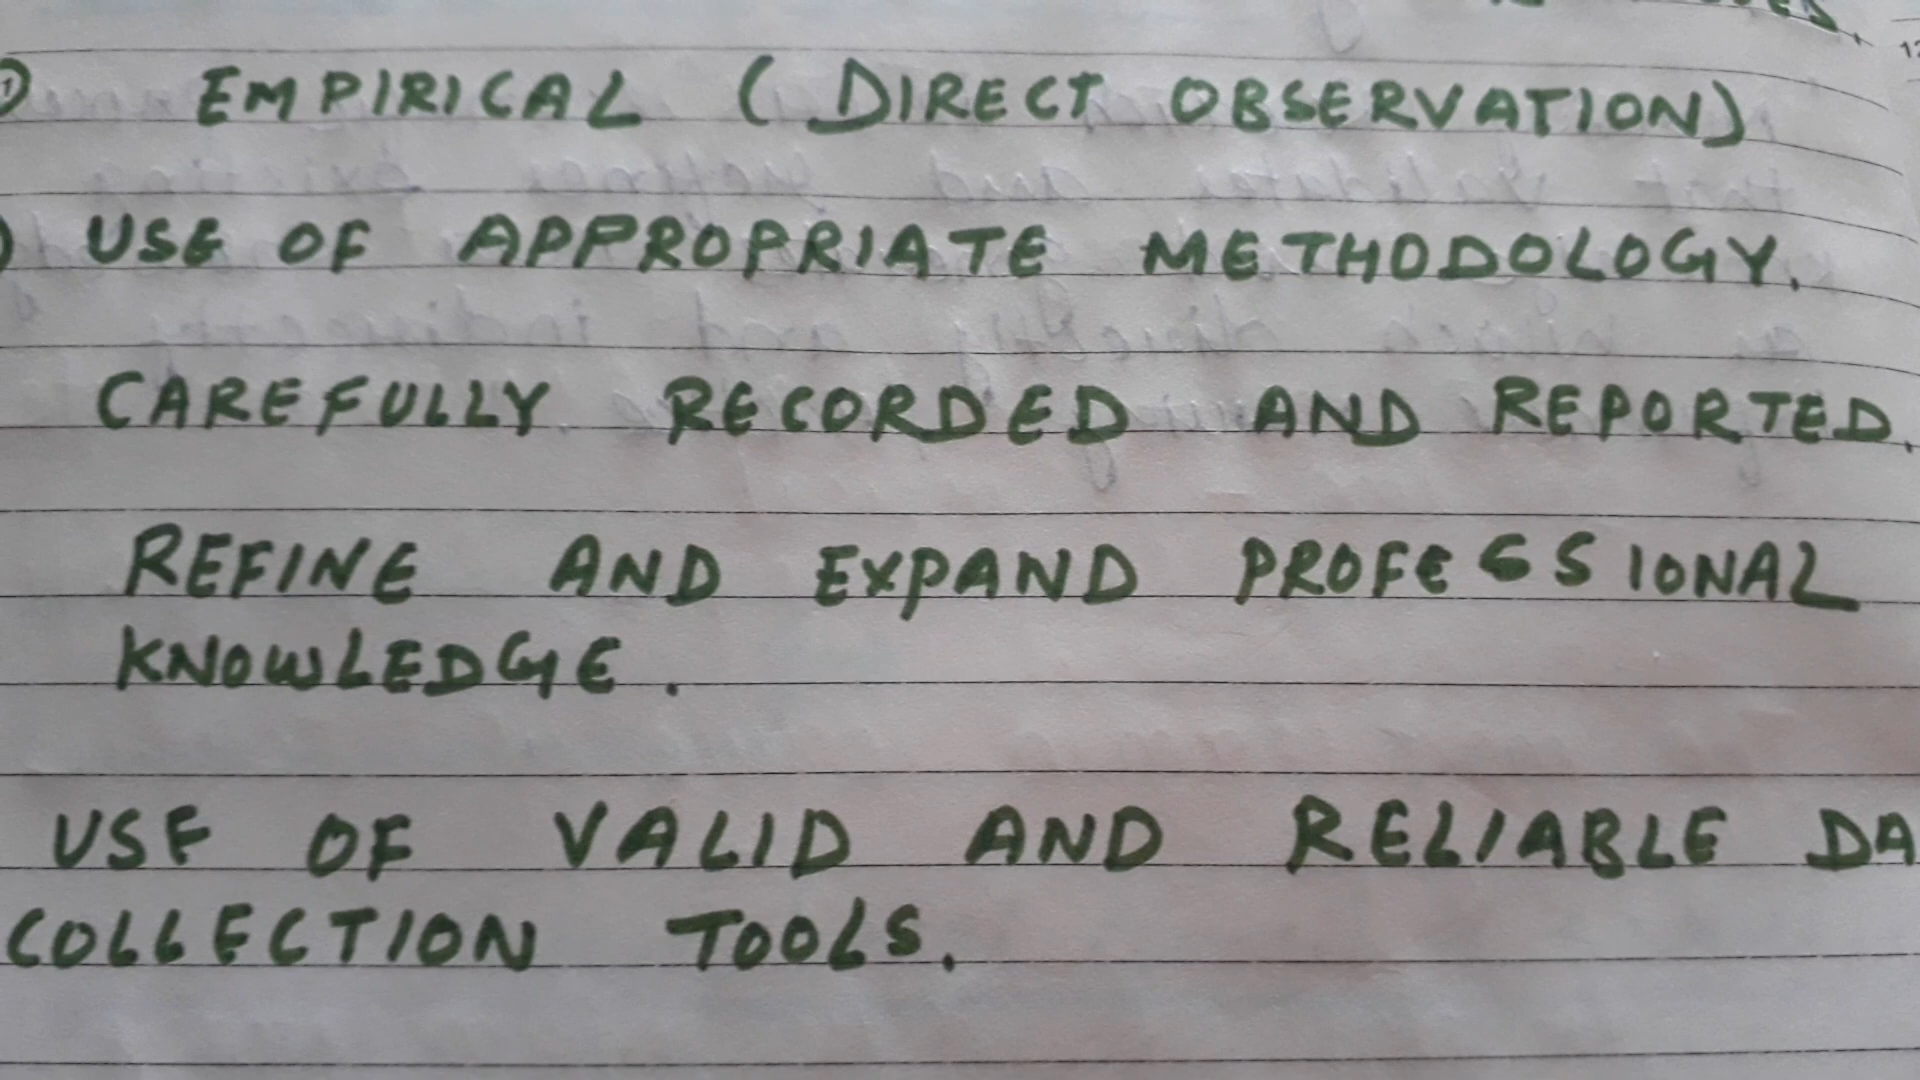 ① EMPIRICAL (DIRECT OBSERVATION)
) USE OF APPROPRIATE METHODOLOGY.
CAREFULLY RECORDED AND REPORTED.
REFINE AND EXPAND PROFESSIONAL
KNOWLEDGE.
USE OF VALID AND RELIABLE DA
COLLECTION TOOLS.